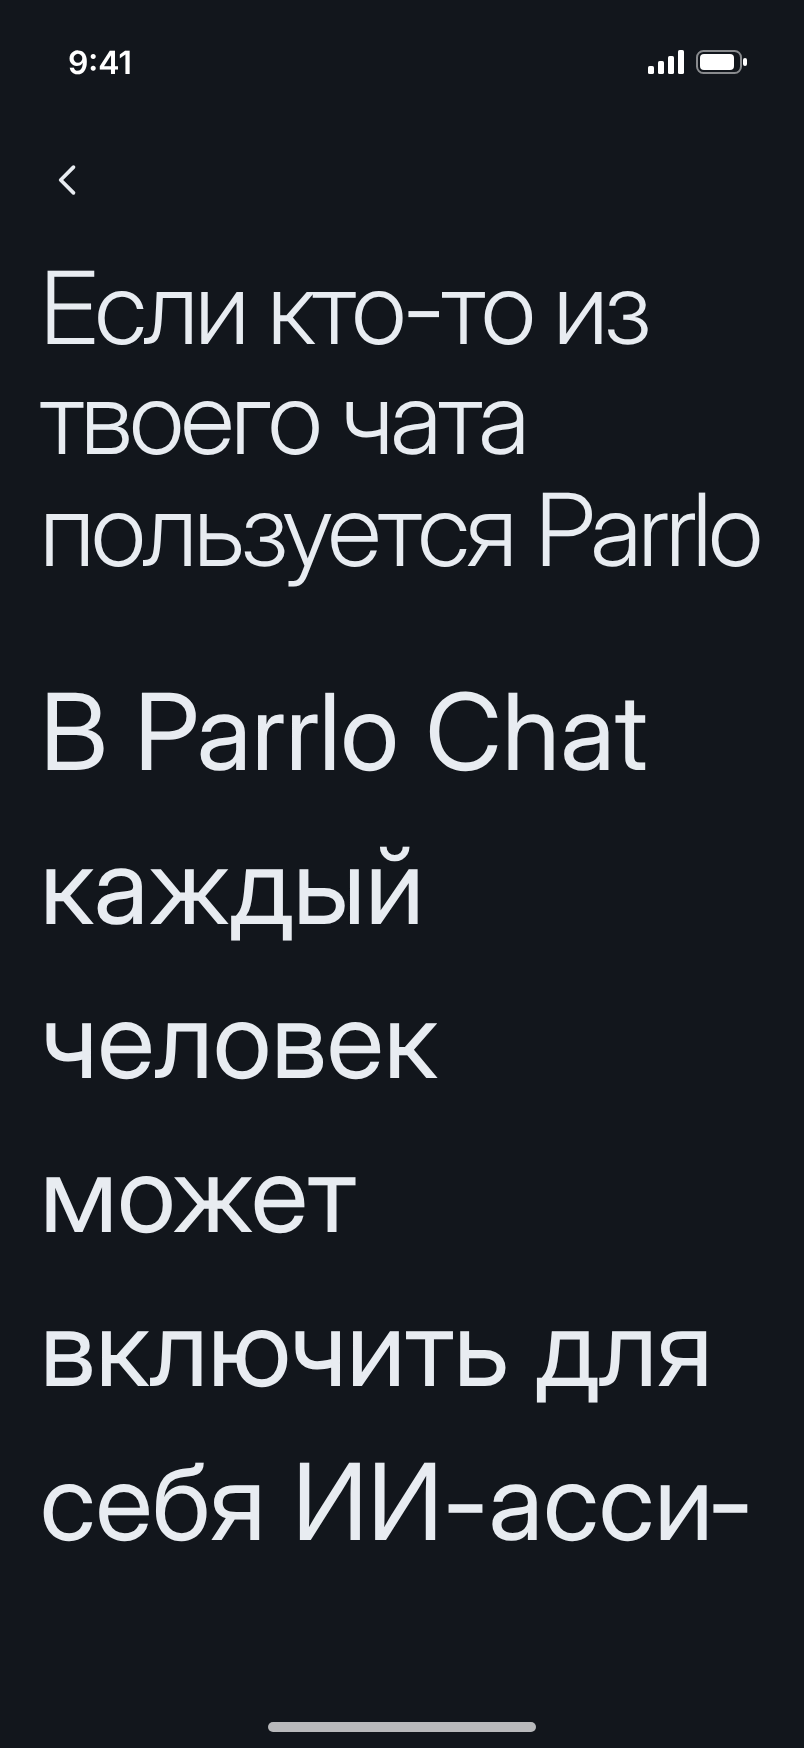 9:41
Если кто-то из
твоего чата
пользуется Parrlo
В Parrlo Chat
каждый
человек
может
включить для
себя ИИ-асси-